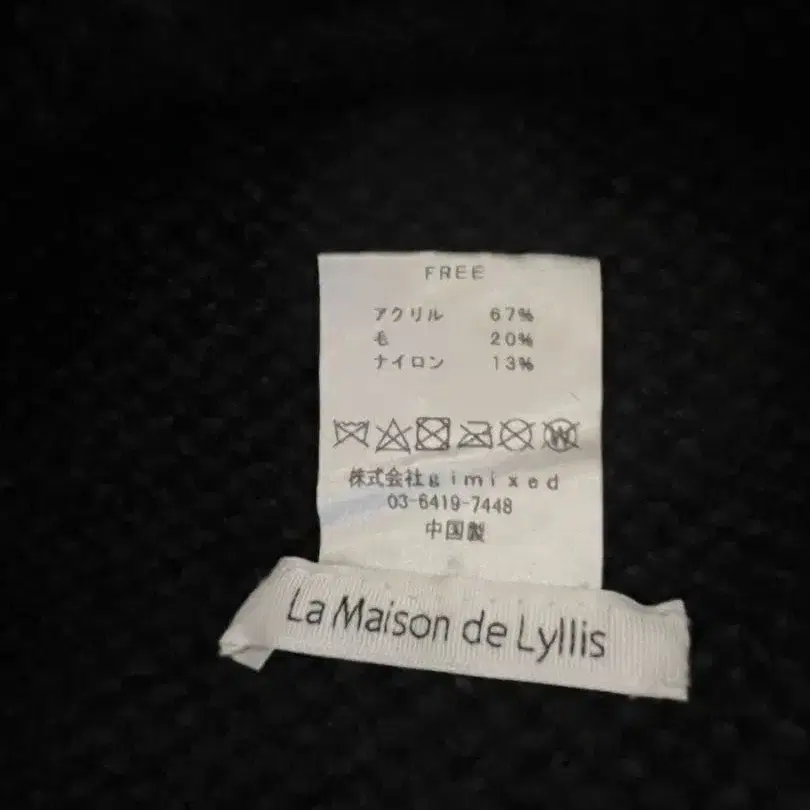 FREE
アクリル 67%
毛 20%
ナイロン 13%
W
株式会社gimixed
03-6419-7448
中国製
La Maison de Lyllis